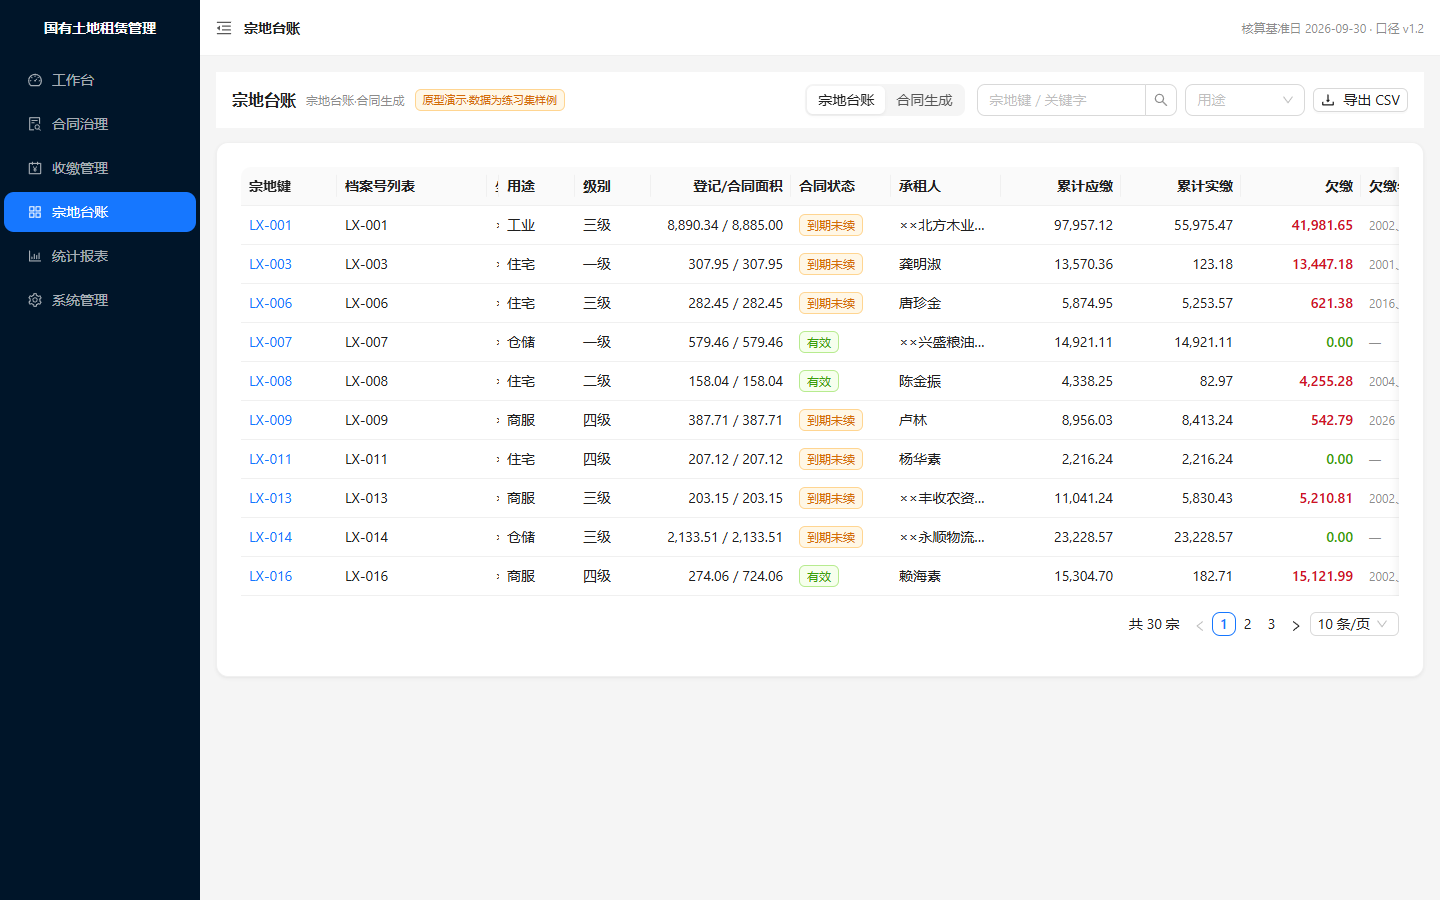 国有土地租赁管理
工作台
合同治理
收缴管理
宗地台账
统计报表
系统管理
宗地台账
核算基准日 2026-09-30 · 口径 v1.2
宗地台账 宗地台账·合同生成 原型演示·数据为练习集样例 宗地台账 合同生成 宗地键 / 关键字 用途 导出 CSV
宗地键 档案号列表 用途 级别 登记/合同面积 合同状态 承租人 累计应缴 累计实缴 欠缴 欠缴
LX-001 LX-001 工业 三级 8,890.34 / 8,885.00 到期未续 ××北方木业... 97,957.12 55,975.47 41,981.65 2002、
LX-003 LX-003 住宅 一级 307.95 / 307.95 到期未续 龚明淑 13,570.36 123.18 13,447.18 2001、
LX-006 LX-006 住宅 三级 282.45 / 282.45 到期未续 唐珍金 5,874.95 5,253.57 621.38 2016、
LX-007 LX-007 仓储 一级 579.46 / 579.46 有效 ××兴盛粮油... 14,921.11 14,921.11 0.00 —
LX-008 LX-008 住宅 二级 158.04 / 158.04 有效 陈金振 4,338.25 82.97 4,255.28 2004、
LX-009 LX-009 商服 四级 387.71 / 387.71 到期未续 卢林 8,956.03 8,413.24 542.79 2026
LX-011 LX-011 住宅 四级 207.12 / 207.12 到期未续 杨华素 2,216.24 2,216.24 0.00 —
LX-013 LX-013 商服 三级 203.15 / 203.15 到期未续 ××丰收农资... 11,041.24 5,830.43 5,210.81 2002、
LX-014 LX-014 仓储 三级 2,133.51 / 2,133.51 到期未续 ××永顺物流... 23,228.57 23,228.57 0.00 —
LX-016 LX-016 商服 四级 274.06 / 724.06 有效 赖海素 15,304.70 182.71 15,121.99 2002、
共 30 宗 1 2 3 10 条/页